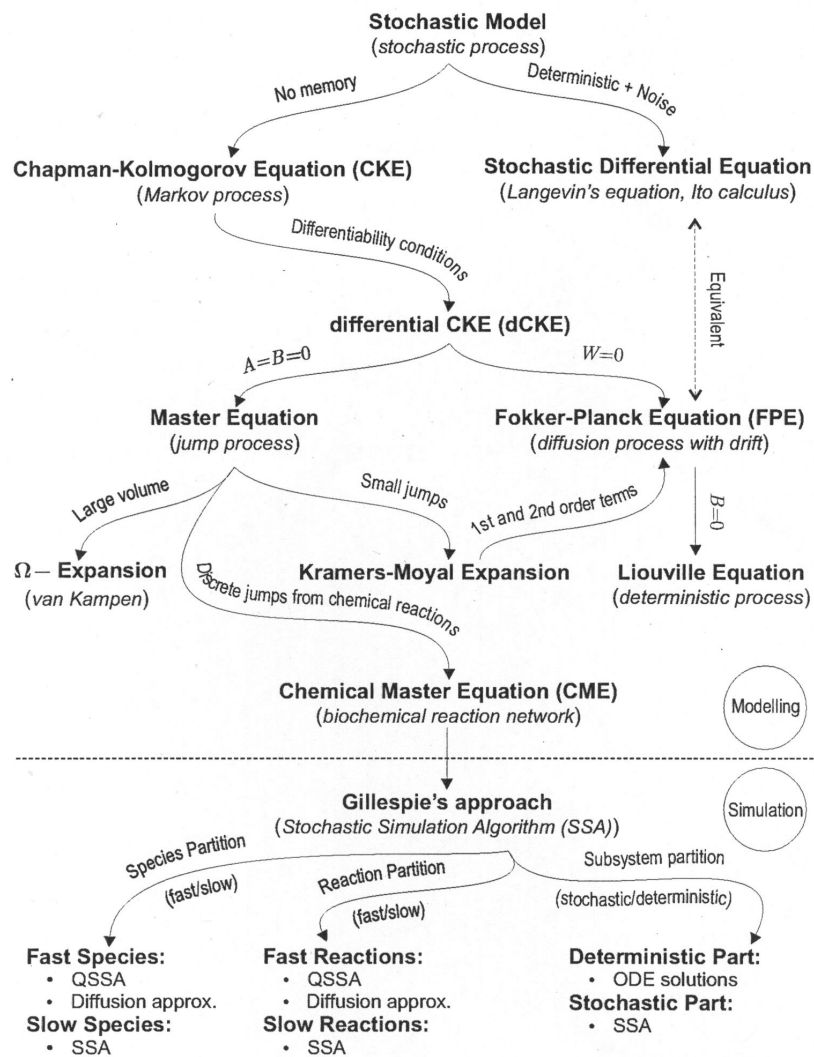 Stochastic Model
(stochastic process)
No memory
Deterministic + Noise
Chapman-Kolmogorov Equation (CKE)
(Markov process)
Stochastic Differential Equation
(Langevin's equation, Ito calculus)
Differentiability conditions
Equivalent
differential CKE (dCKE)
A=B=0
W=0
Master Equation
(jump process)
Fokker-Planck Equation (FPE)
(diffusion process with drift)
Large volume
Small jumps
1st and 2nd order terms
B=0
Ω− Expansion
(van Kampen)
Discrete jumps from chemical reactions
Kramers-Moyal Expansion
Liouville Equation
(deterministic process)
Chemical Master Equation (CME)
(biochemical reaction network)
Modelling
Gillespie's approach
(Stochastic Simulation Algorithm (SSA))
Simulation
Species Partition
(fast/slow)
Reaction Partition
(fast/slow)
Subsystem partition
(stochastic/deterministic)
Fast Species:
• QSSA
• Diffusion approx.
Slow Species:
• SSA
Fast Reactions:
• QSSA
• Diffusion approx.
Slow Reactions:
• SSA
Deterministic Part:
• ODE solutions
Stochastic Part:
• SSA